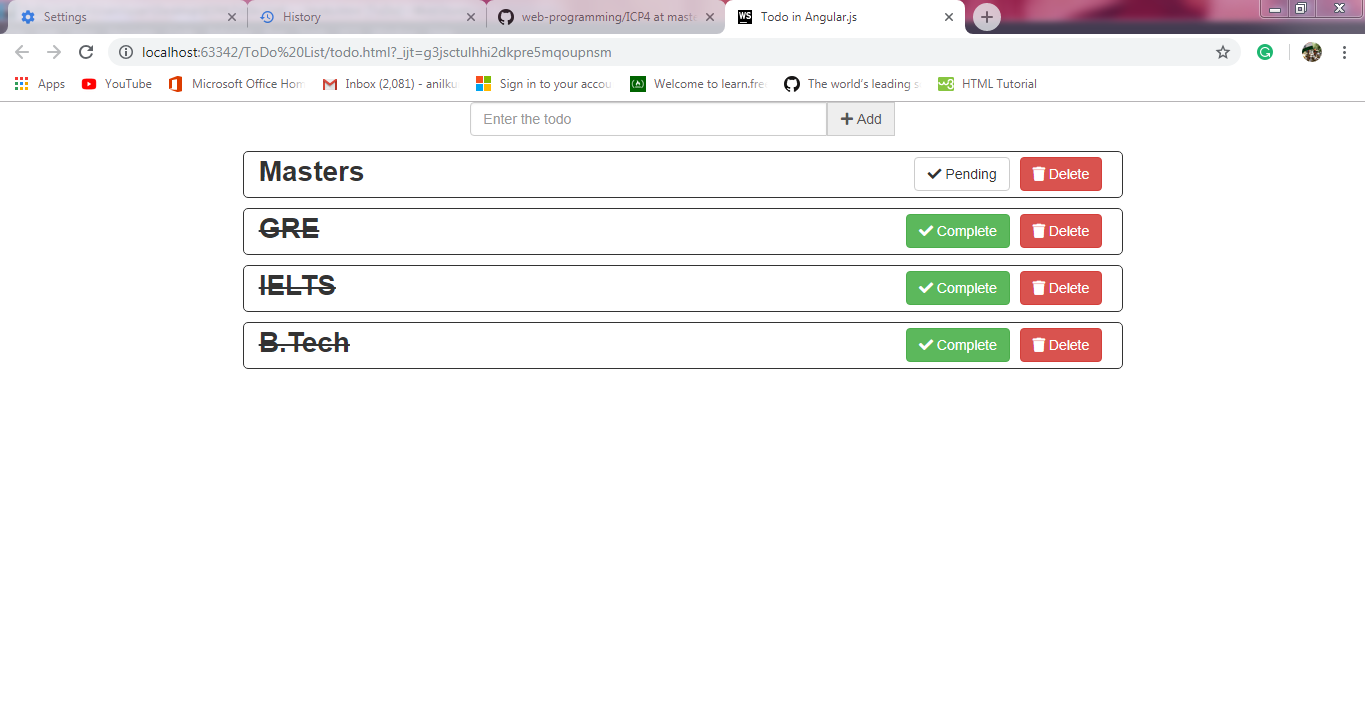 Settings
History
web-programming/ICP4 at mast
WS Todo in Angular.js
localhost:63342/ToDo%20List/todo.html?_ijt=g3jsctulhhi2dkpre5mqoupnsm
Apps
YouTube
Microsoft Office Hom
Inbox (2,081) - anilku
Sign in to your accou
Welcome to learn.fre
The world's leading s
HTML Tutorial
Enter the todo
Add
Masters
Pending
Delete
GRE
Complete
Delete
IELTS
Complete
Delete
B.Tech
Complete
Delete